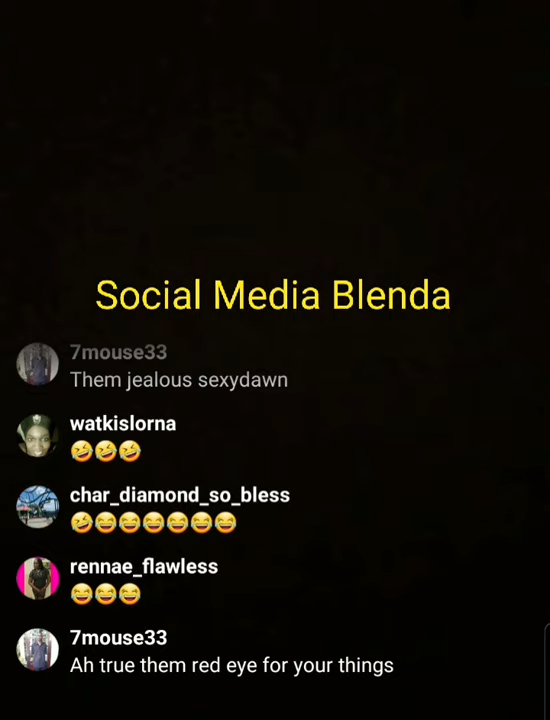 Social Media Blenda
7mouse33
Them jealous sexydawn
watkislorna
🤣🤣🤣
char_diamond_so_bless
🤣😂😂😂😂😂😂
rennae_flawless
😂😂😂
7mouse33
Ah true them red eye for your things